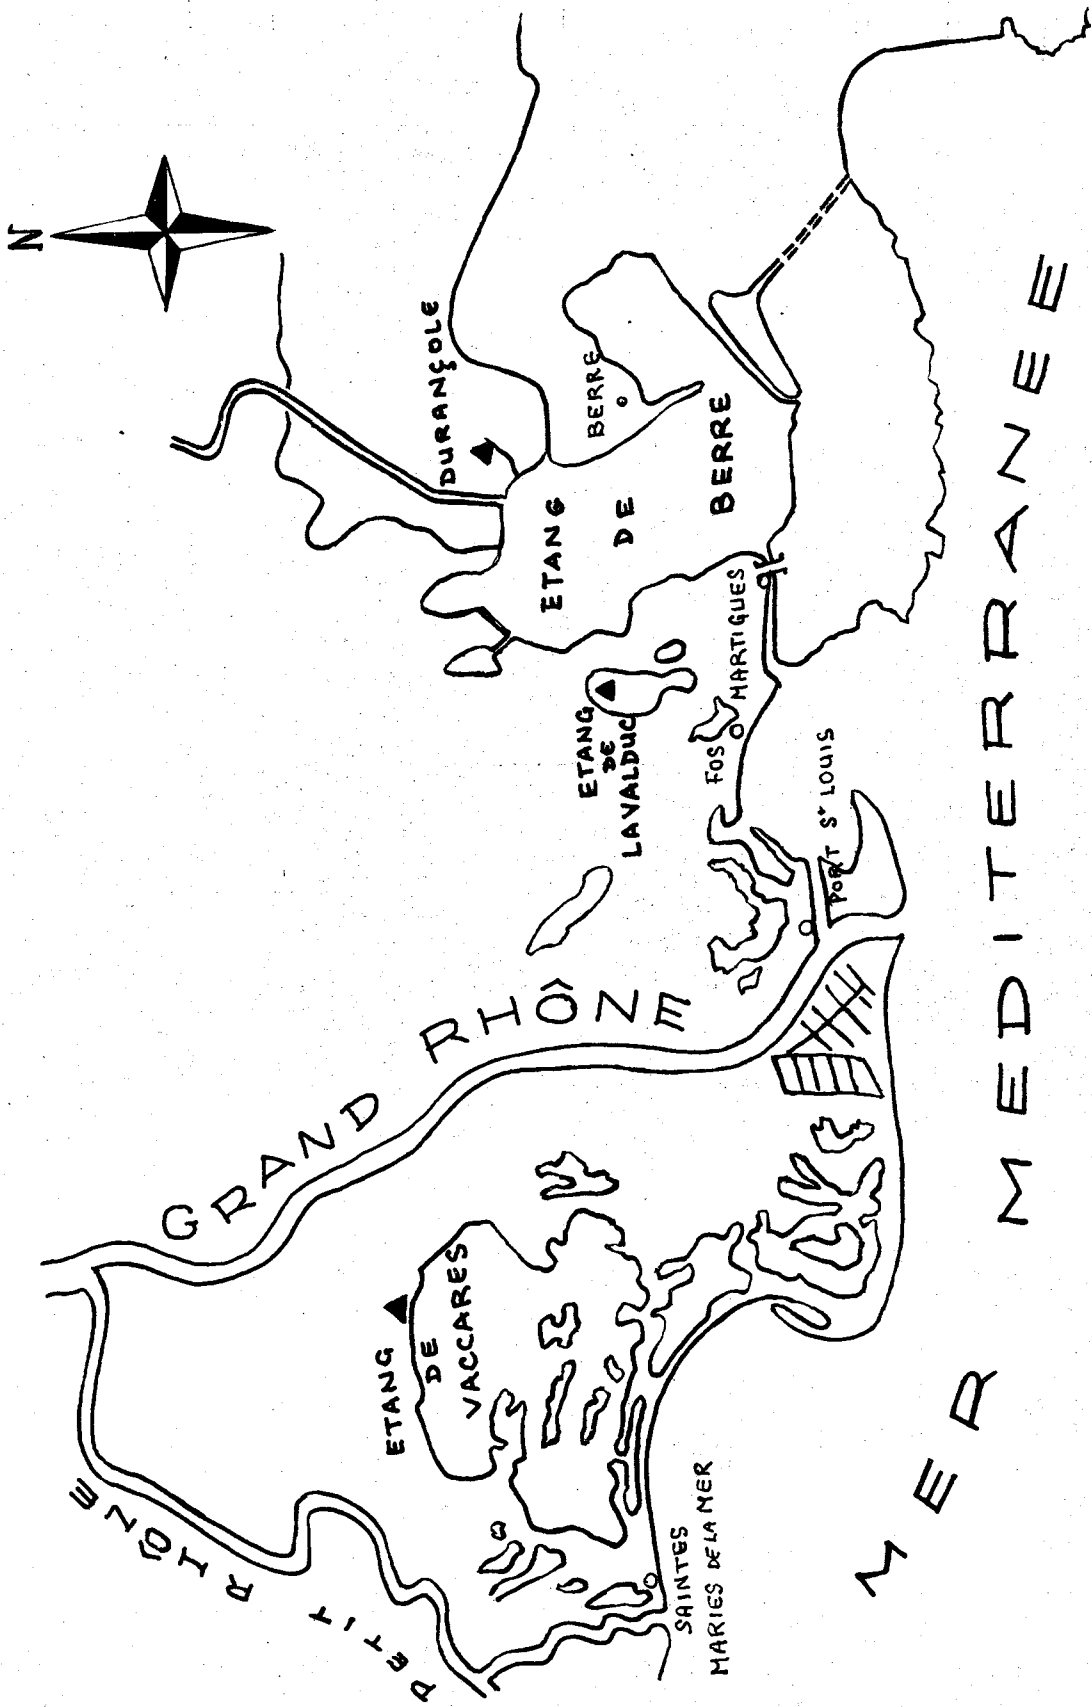 N
PETIT RHÔNE
GRAND RHÔNE
ETANG
DE
VACCARES
SAINTES
MARIES DE LA MER
ETANG
DE
LAVALDUC
FOS
MARTIGUES
PORT St LOUIS
ETANG
DE
BERRE
BERRE
DURANÇOLE
MER MEDITERRANEE